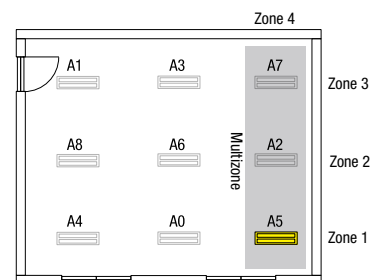 Zone 4
A1 A3 A7 Zone 3
A8 A6 A2 Zone 2
Multizone
A4 A0 A5 Zone 1